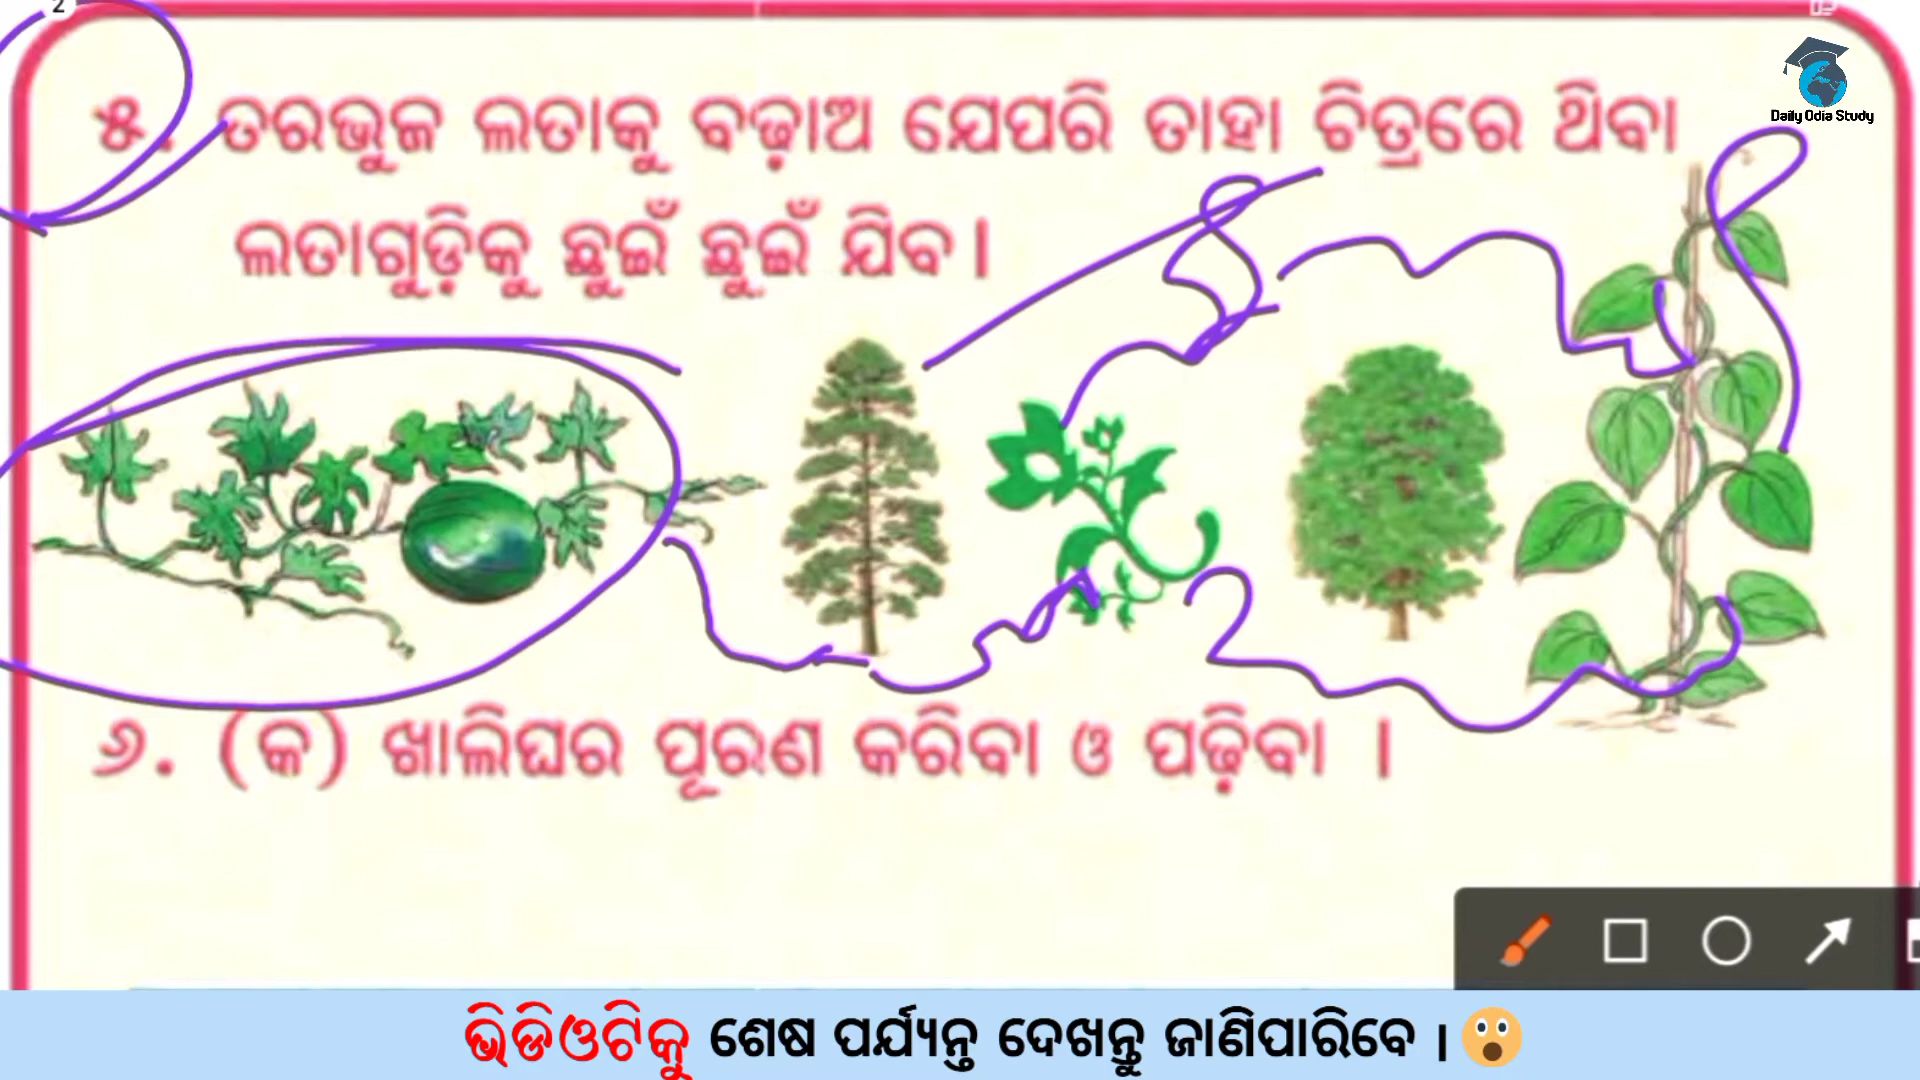 2
Daily Odia Study
୫. ତରଭୁଜ ଲତାକୁ ବଢ଼ାଅ ଯେପରି ତାହା ଚିତ୍ରରେ ଥିବା
ଲତାଗୁଡ଼ିକୁ ଛୁଇଁ ଛୁଇଁ ଯିବ।
୬. (କ) ଖାଲିଘର ପୂରଣ କରିବା ଓ ପଢ଼ିବା ।
ଭିଡିଓଟିକୁ ଶେଷ ପର୍ଯ୍ୟନ୍ତ ଦେଖନ୍ତୁ ଜାଣିପାରିବେ ।